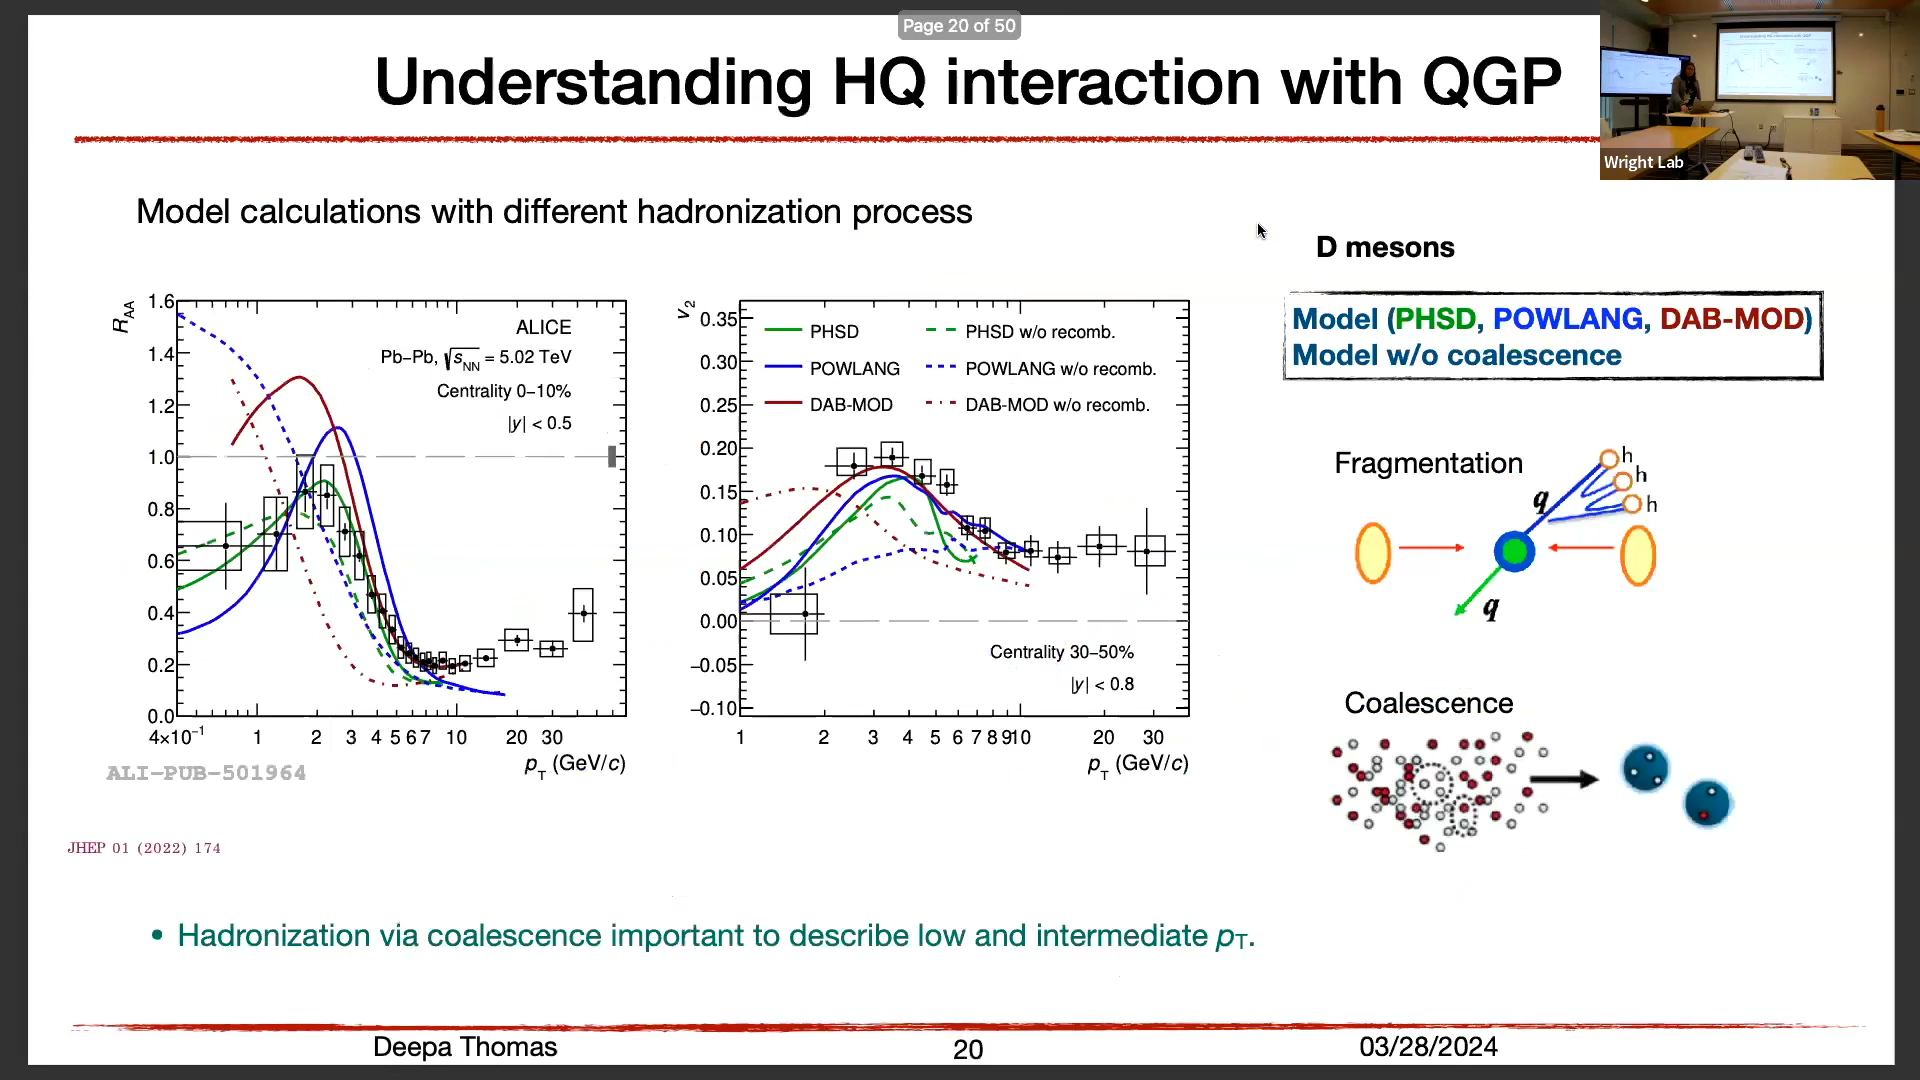 Page 20 of 50
Understanding HQ interaction with QGP
Wright Lab
Model calculations with different hadronization process
D mesons
Model (PHSD, POWLANG, DAB-MOD)
Model w/o coalescence
R_AA
1.6
1.4
1.2
1.0
0.8
0.6
0.4
0.2
0.0
ALICE
Pb−Pb, √s_NN = 5.02 TeV
Centrality 0−10%
|y| < 0.5
4×10⁻¹ 1 2 3 4 5 6 7 10 20 30
p_T (GeV/c)
ALI-PUB-501964
v_2
0.35
0.30
0.25
0.20
0.15
0.10
0.05
0.00
−0.05
−0.10
PHSD
PHSD w/o recomb.
POWLANG
POWLANG w/o recomb.
DAB-MOD
DAB-MOD w/o recomb.
Centrality 30−50%
|y| < 0.8
1 2 3 4 5 6 7 8 9 10 20 30
p_T (GeV/c)
Fragmentation
h
h
h
q
q
Coalescence
JHEP 01 (2022) 174
• Hadronization via coalescence important to describe low and intermediate p_T.
Deepa Thomas
20
03/28/2024